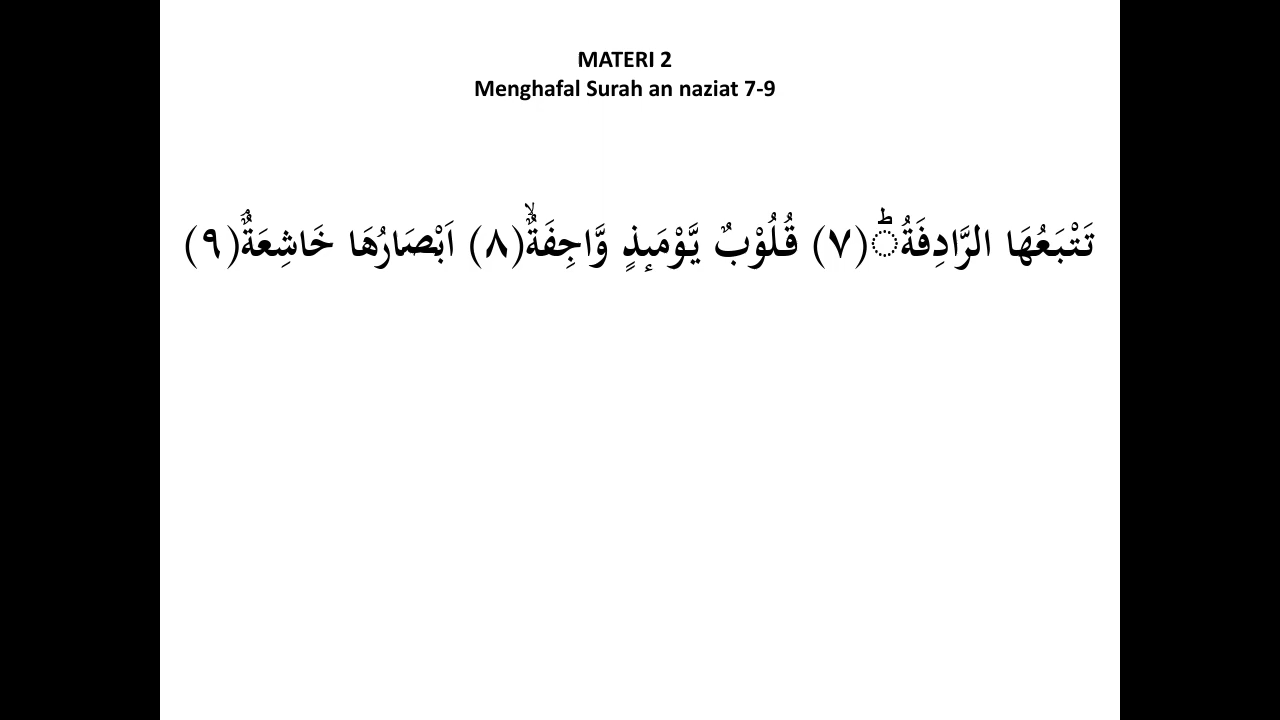 MATERI 2
Menghafal Surah an naziat 7-9
تَتْبَعُهَا الرَّادِفَةُ ۗ(٧) قُلُوْبٌ يَّوْمَىِٕذٍ وَّاجِفَةٌۙ(٨) اَبْصَارُهَا خَاشِعَةٌ ۘ(٩)